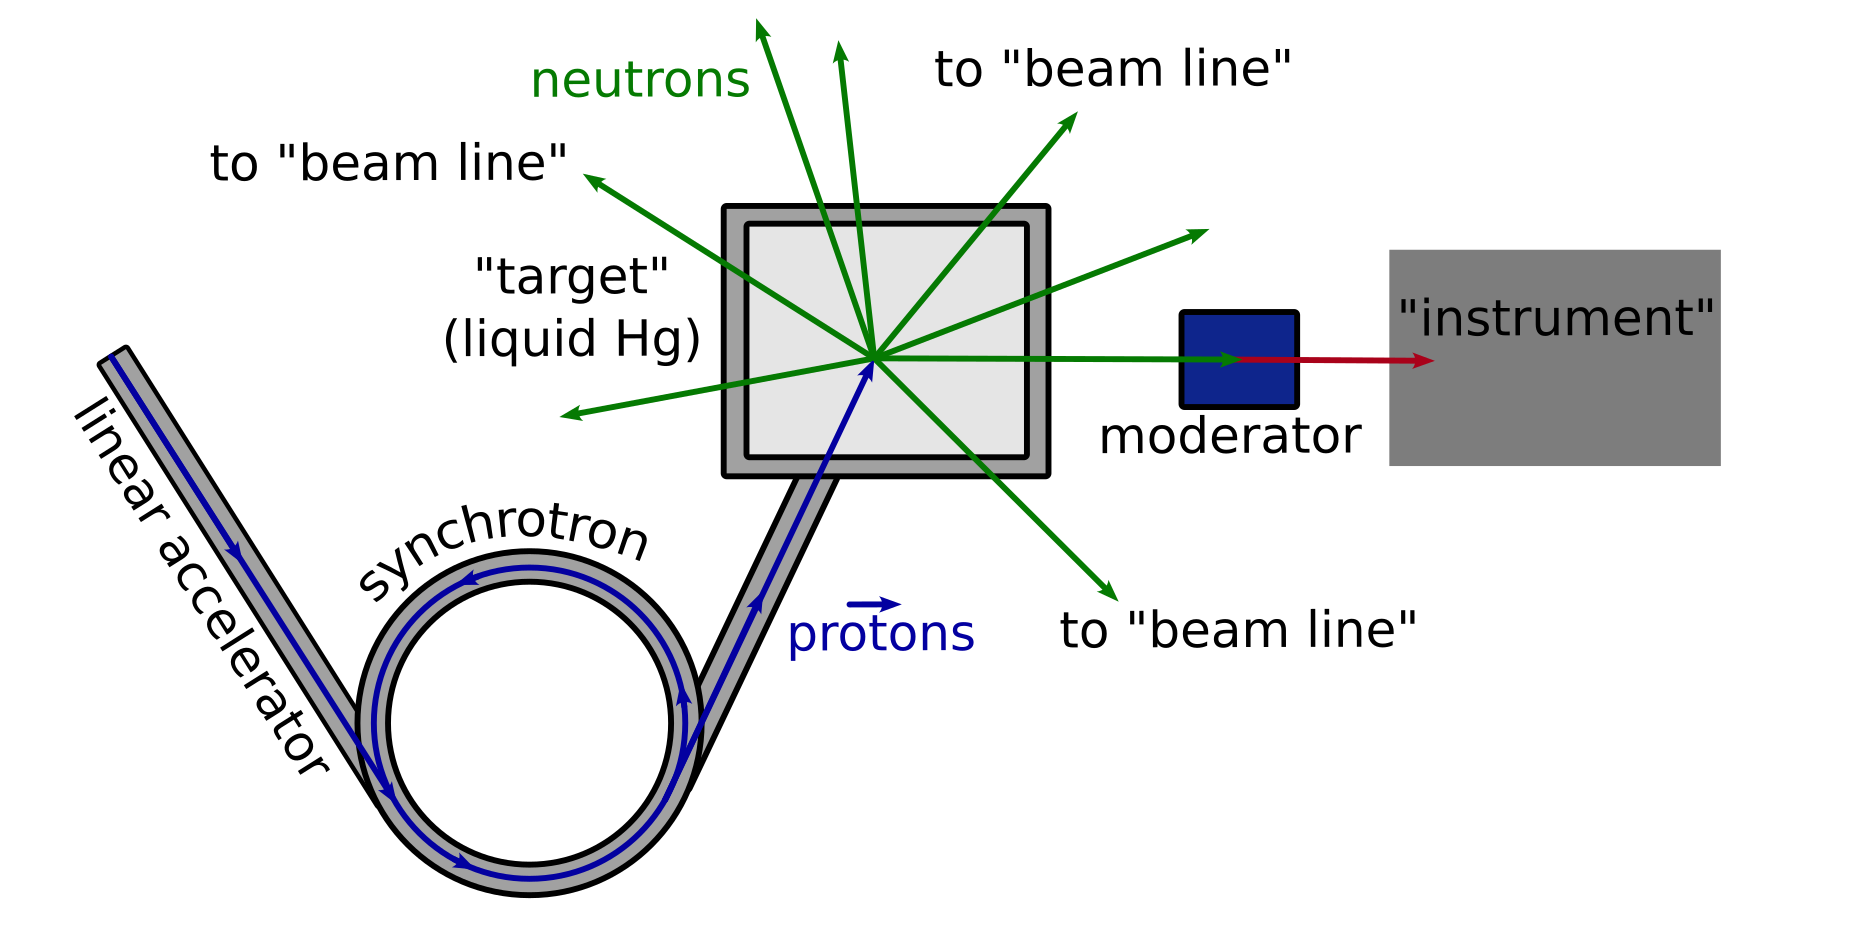 neutrons
to "beam line"
to "beam line"
"target"
(liquid Hg)
"instrument"
moderator
linear accelerator
synchrotron
protons
to "beam line"